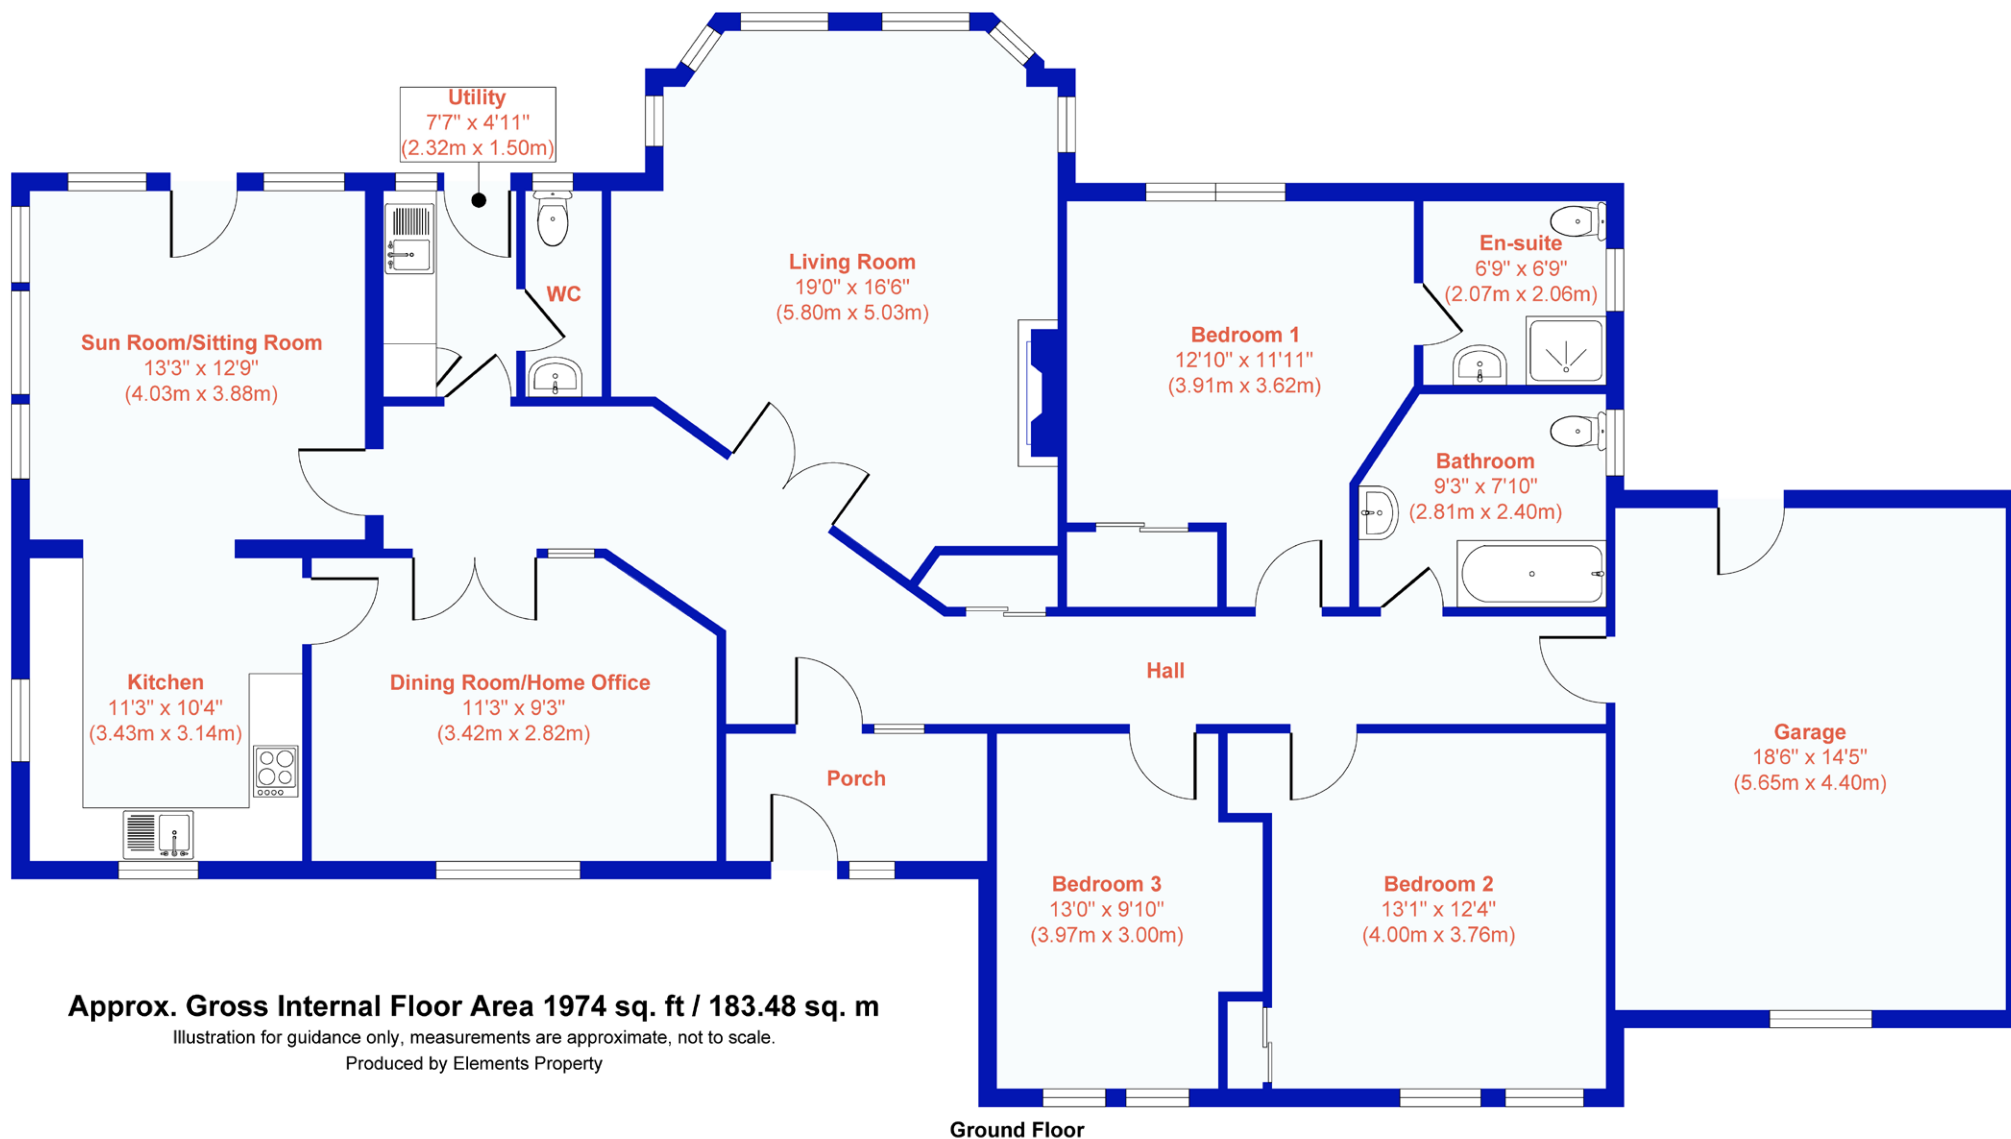 Utility
7'7" x 4'11"
(2.32m x 1.50m)
WC
Living Room
19'0" x 16'6"
(5.80m x 5.03m)
En-suite
6'9" x 6'9"
(2.07m x 2.06m)
Sun Room/Sitting Room
13'3" x 12'9"
(4.03m x 3.88m)
Bedroom 1
12'10" x 11'11"
(3.91m x 3.62m)
Bathroom
9'3" x 7'10"
(2.81m x 2.40m)
Kitchen
11'3" x 10'4"
(3.43m x 3.14m)
Dining Room/Home Office
11'3" x 9'3"
(3.42m x 2.82m)
Hall
Porch
Garage
18'6" x 14'5"
(5.65m x 4.40m)
Bedroom 3
13'0" x 9'10"
(3.97m x 3.00m)
Bedroom 2
13'1" x 12'4"
(4.00m x 3.76m)
Approx. Gross Internal Floor Area 1974 sq. ft / 183.48 sq. m
Illustration for guidance only, measurements are approximate, not to scale.
Produced by Elements Property
Ground Floor